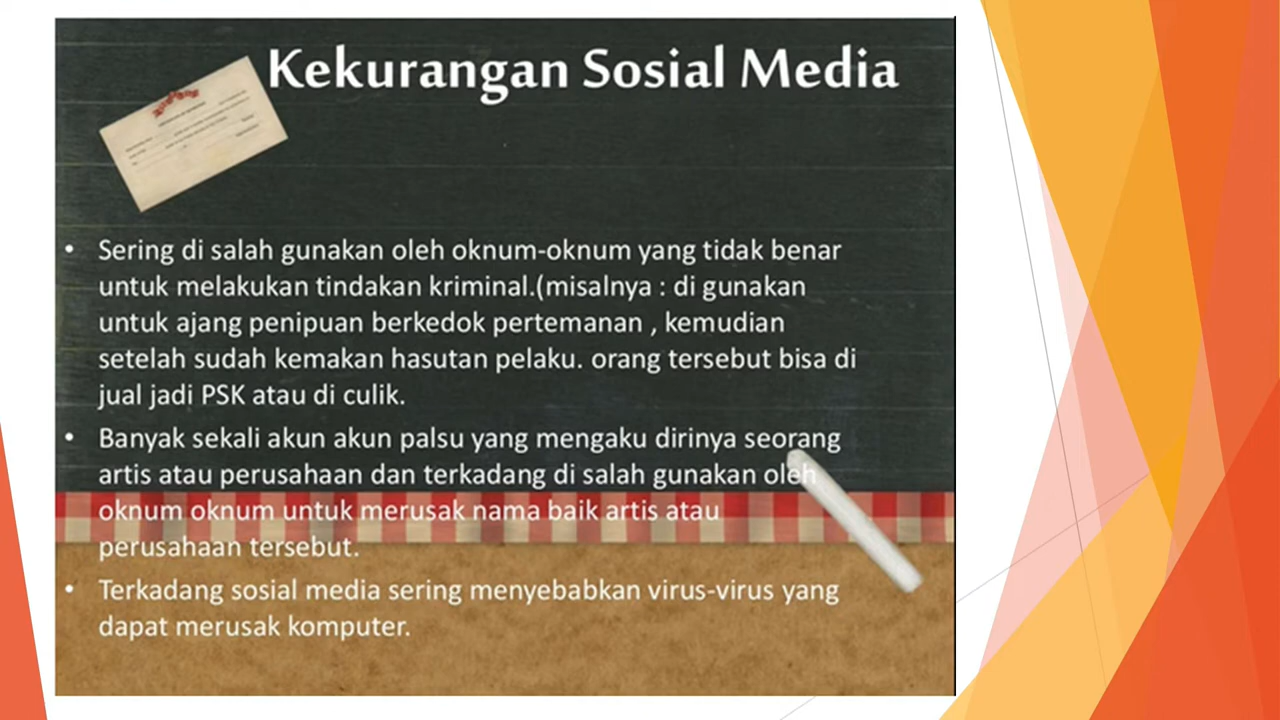 Kekurangan Sosial Media
• Sering di salah gunakan oleh oknum-oknum yang tidak benar
untuk melakukan tindakan kriminal.(misalnya : di gunakan
untuk ajang penipuan berkedok pertemanan , kemudian
setelah sudah kemakan hasutan pelaku. orang tersebut bisa di
jual jadi PSK atau di culik.
• Banyak sekali akun akun palsu yang mengaku dirinya seorang
artis atau perusahaan dan terkadang di salah gunakan oleh
oknum oknum untuk merusak nama baik artis atau
perusahaan tersebut.
• Terkadang sosial media sering menyebabkan virus-virus yang
dapat merusak komputer.